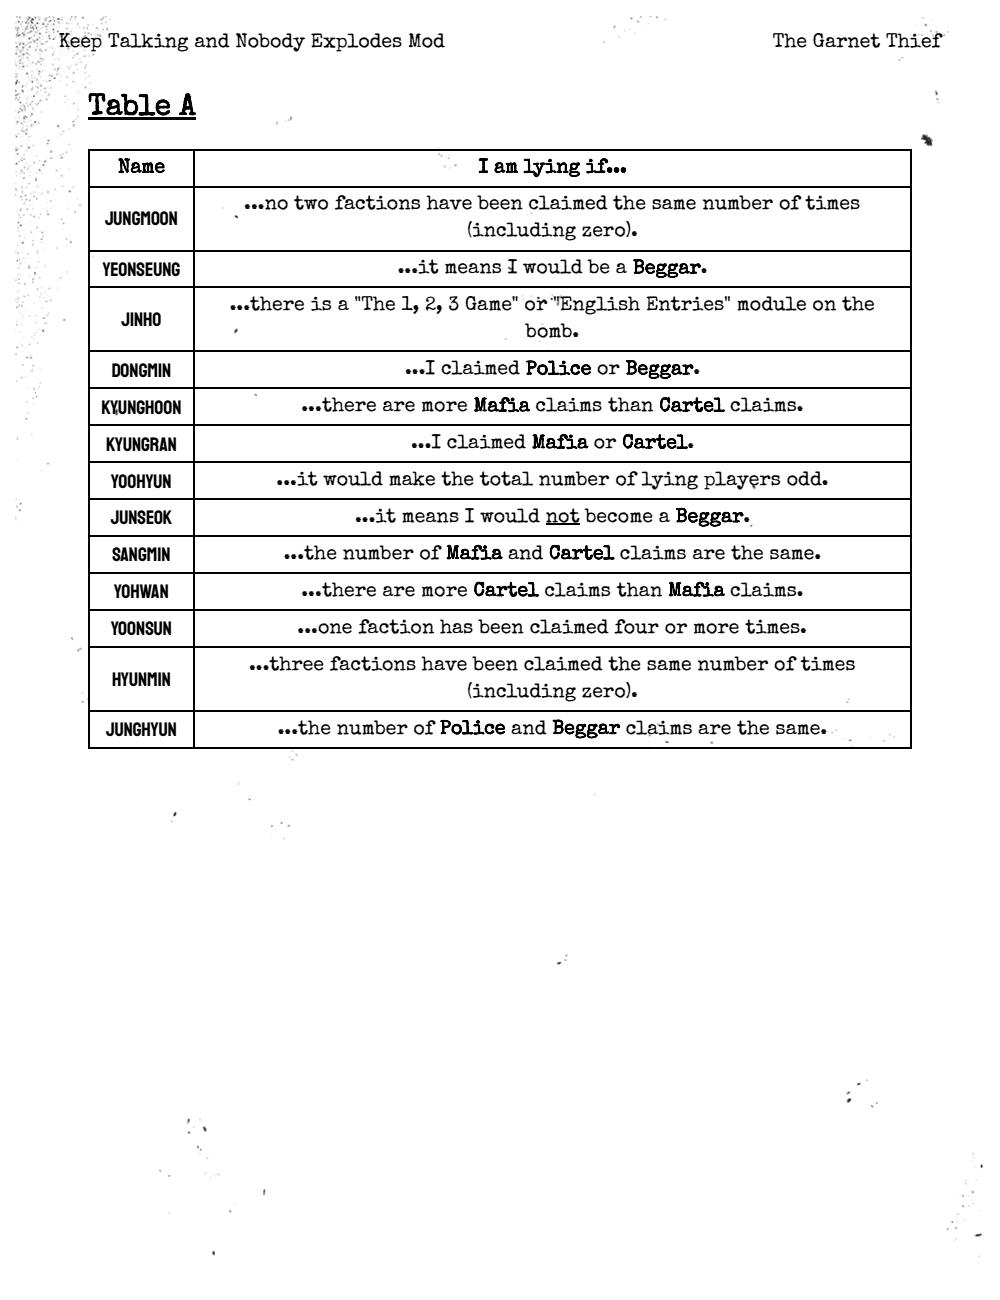 Keep Talking and Nobody Explodes Mod
The Garnet Thief
Table A
Name
I am lying if...
JUNGMOON
...no two factions have been claimed the same number of times
(including zero).
YEONSEUNG
...it means I would be a Beggar.
JINHO
...there is a "The 1, 2, 3 Game" or "English Entries" module on the
bomb.
DONGMIN
...I claimed Police or Beggar.
KYUNGHOON
...there are more Mafia claims than Cartel claims.
KYUNGRAN
...I claimed Mafia or Cartel.
YOOHYUN
...it would make the total number of lying players odd.
JUNSEOK
...it means I would not become a Beggar.
SANGMIN
...the number of Mafia and Cartel claims are the same.
YOHWAN
...there are more Cartel claims than Mafia claims.
YOONSUN
...one faction has been claimed four or more times.
HYUNMIN
...three factions have been claimed the same number of times
(including zero).
JUNGHYUN
...the number of Police and Beggar claims are the same.